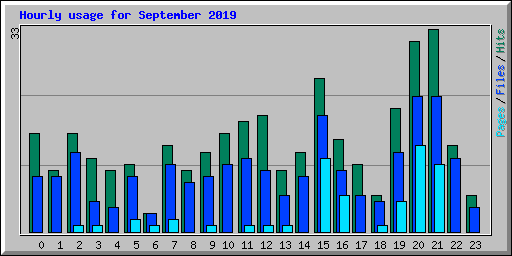 Hourly usage for September 2019
33
Pages/Files/Hits
0 1 2 3 4 5 6 7 8 9 10 11 12 13 14 15 16 17 18 19 20 21 22 23